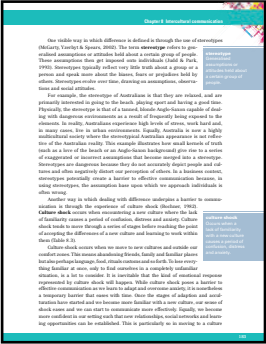 Chapter 8 Intercultural communication
One visible way in which difference is defined is through the use of stereotypes
(McGarty, Yzerbyt & Spears, 2002). The term stereotype refers to gen-
eralised assumptions or attitudes held about a certain group of people.
These assumptions then get imposed onto individuals (Judd & Park,
1993). Stereotypes typically reflect very little truth about a group or a
person and speak more about the biases, fears or prejudices held by
others. Stereotypes evolve over time, drawing on assumptions, observa-
tions and social attitudes.
stereotype
Generalised
assumptions or
attitudes held about
a certain group of
people.
For example, the stereotype of Australians is that they are relaxed, and are
primarily interested in going to the beach, playing sport and having a good time.
Physically, the stereotype is that of a tanned, blonde Anglo-Saxon capable of deal-
ing with dangerous environments as a result of frequently being exposed to the
elements. In reality, Australians experience high levels of stress, work hard and,
in many cases, live in urban environments. Equally, Australia is now a highly
multicultural society where the stereotypical Australian appearance is not reflec-
tive of the Australian reality. This example illustrates how small kernels of truth
(such as a love of the beach or an Anglo-Saxon background) give rise to a series
of exaggerated or incorrect assumptions that become merged into a stereotype.
Stereotypes are dangerous because they do not accurately depict people and cul-
tures and often negatively distort our perception of others. In a business context,
stereotypes potentially create a barrier to effective communication because, in
using stereotypes, the assumption base upon which we approach individuals is
often wrong.
Another way in which dealing with difference underpins a barrier to commu-
nication is through the experience of culture shock (Bochner, 1982).
Culture shock occurs when encountering a new culture where the lack
of familiarity causes a period of confusion, distress and anxiety. Culture
shock tends to move through a series of stages before reaching the point
of accepting the differences of a new culture and learning to work within
them (Table 8.2).
culture shock
Occurs where a
lack of familiarity
with a new culture
causes a period of
confusion, distress
and anxiety.
Culture shock occurs when we move to new cultures and outside our
comfort zones. This means abandoning friends, family and familiar places
but also perhaps language, food, rituals customs and so forth. To lose every-
thing familiar at once, only to find ourselves in a completely unfamiliar
situation, is a lot to consider. It is inevitable that the kind of emotional response
represented by culture shock will happen. While culture shock poses a barrier to
effective communication as we learn to adapt and overcome anxiety, it is nonetheless
a temporary barrier that eases with time. Once the stages of adaption and accul-
turation have started and we become more familiar with a new culture, our sense of
shock eases and we can start to communicate more effectively. Equally, we become
more confident in our setting such that new relationships, social networks and learn-
ing opportunities can be established. This is particularly so in moving to a culture